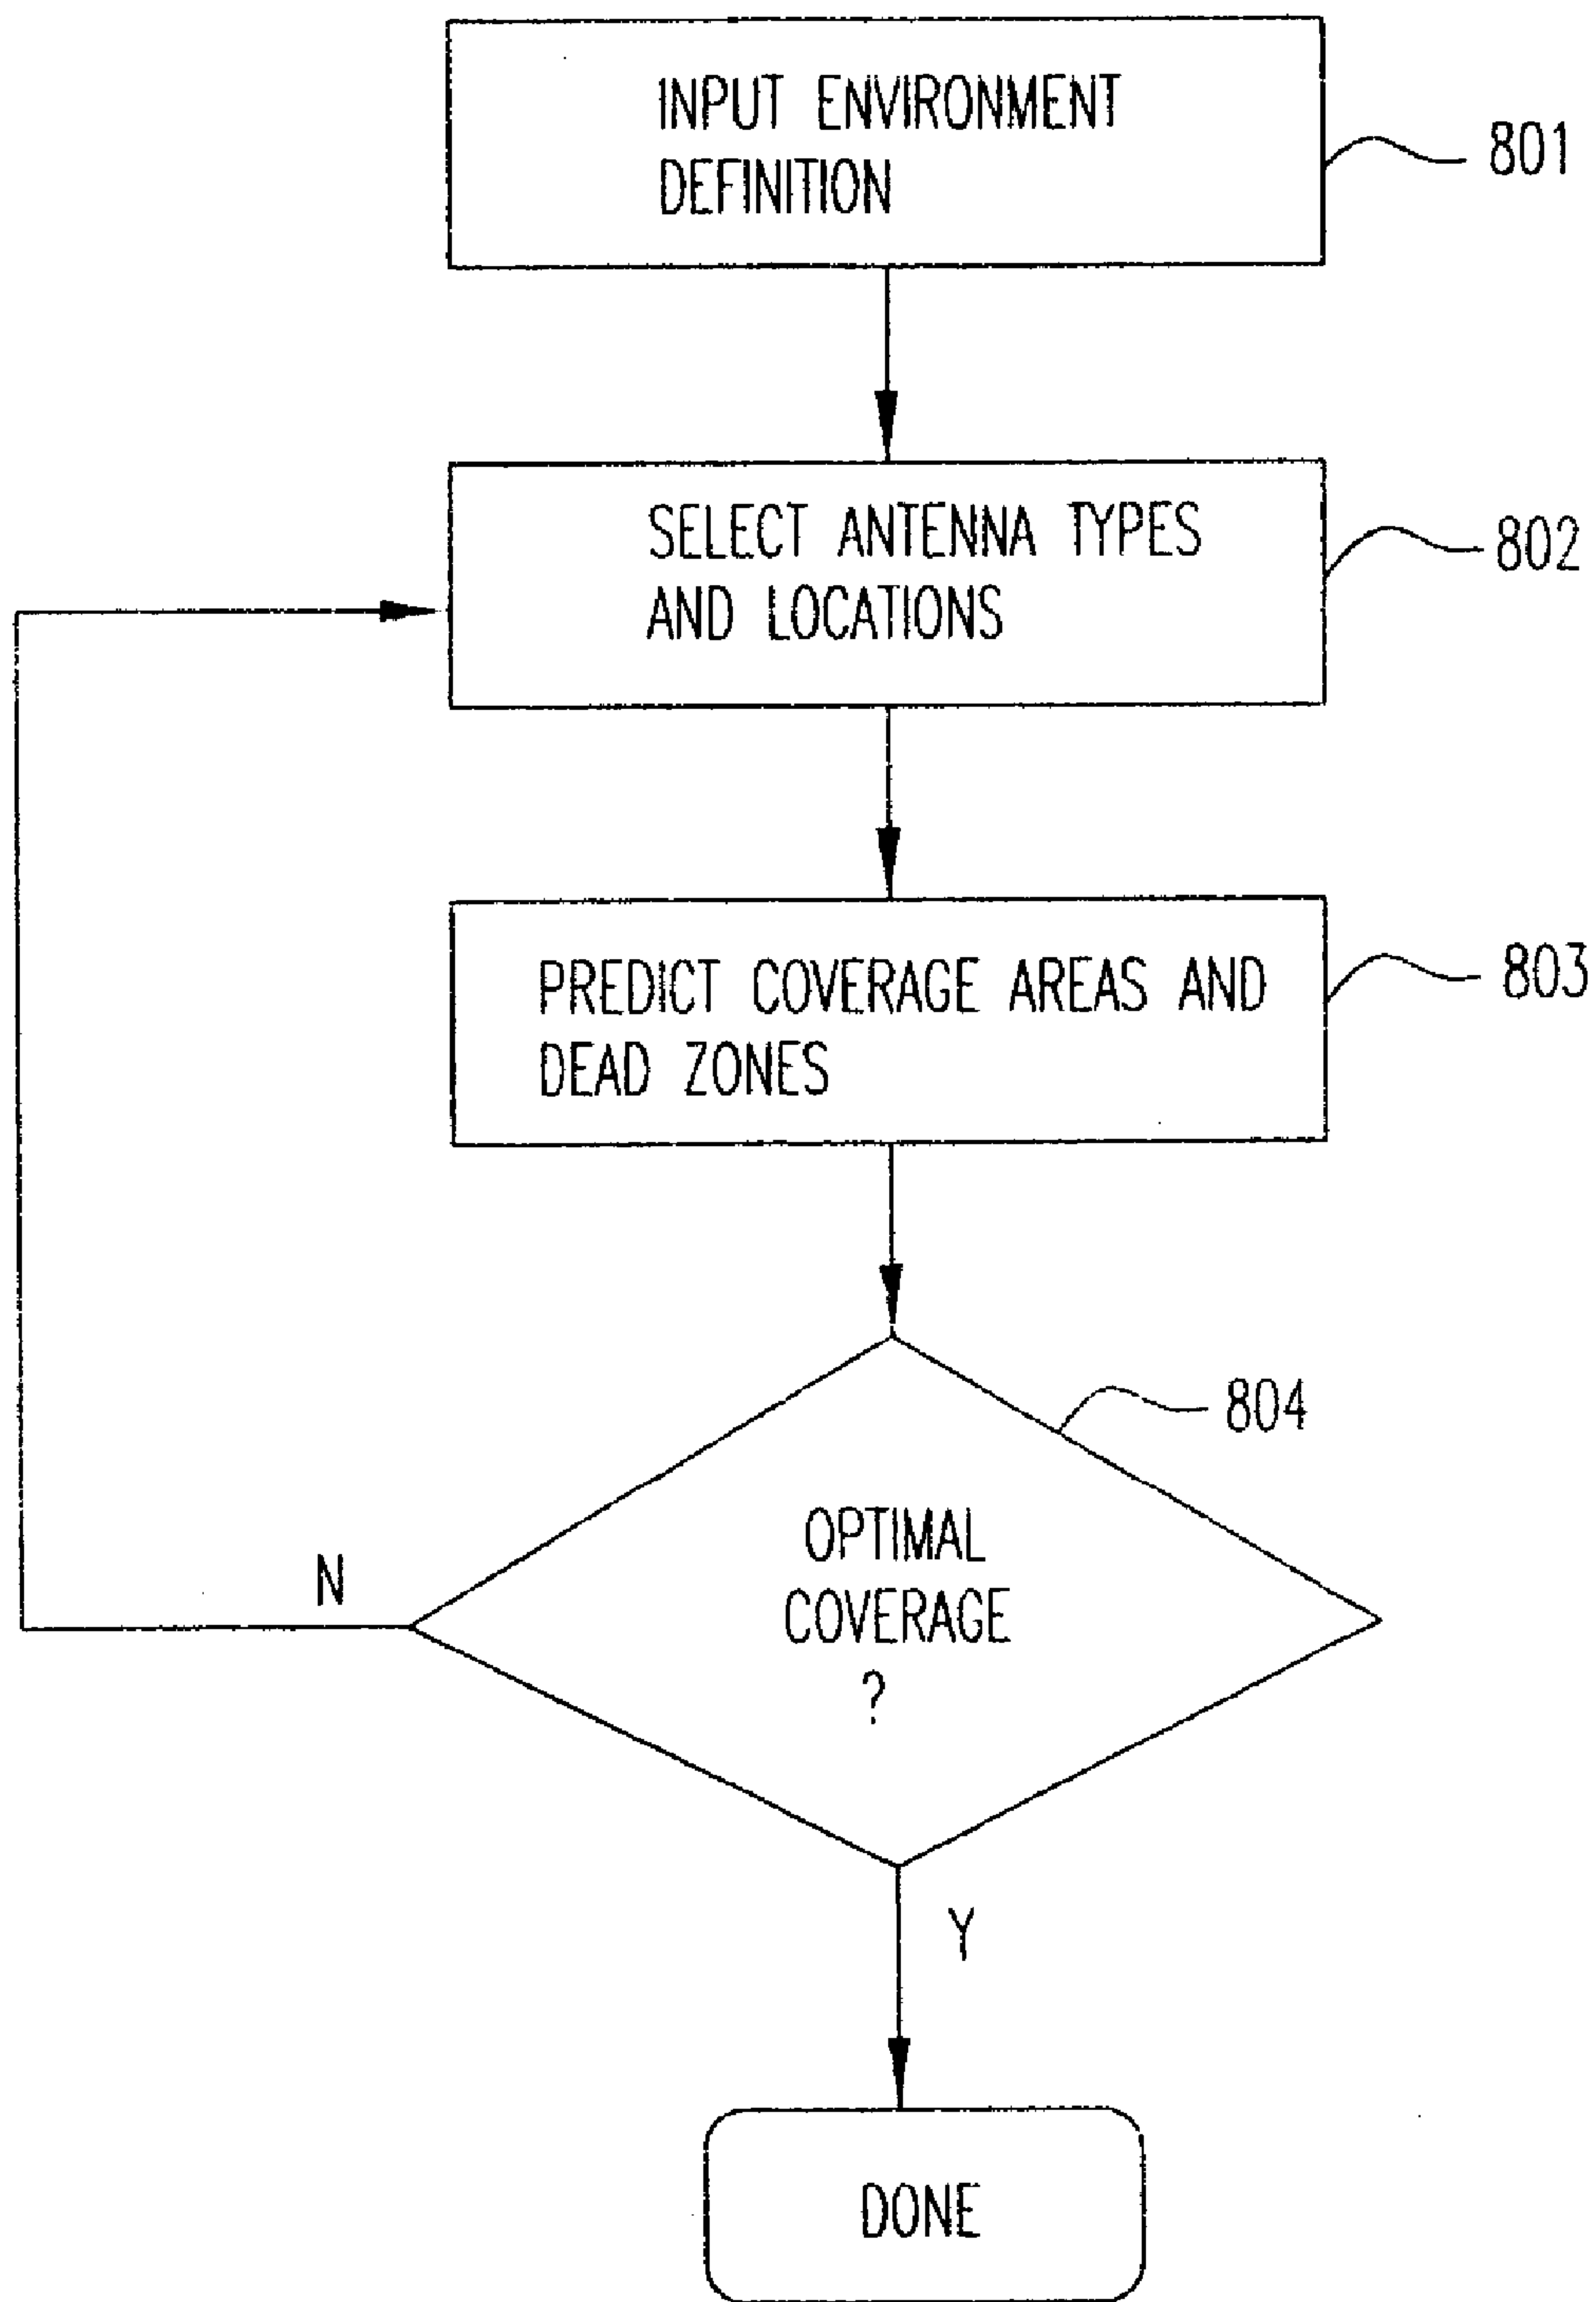 INPUT ENVIRONMENT
DEFINITION
801
SELECT ANTENNA TYPES
AND LOCATIONS
802
PREDICT COVERAGE AREAS AND
DEAD ZONES
803
804
OPTIMAL
COVERAGE
?
N
Y
DONE